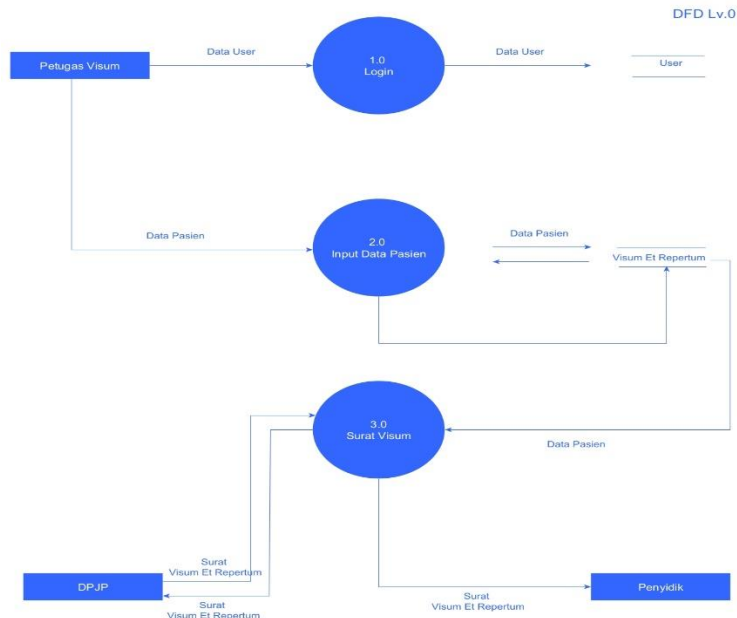 DFD Lv.0
Data User
Data User
Petugas Visum
1.0
Login
User
Data Pasien
2.0
Input Data Pasien
Data Pasien
Visum Et Repertum
3.0
Surat Visum
Data Pasien
Surat
Visum Et Repertum
DPJP
Surat
Visum Et Repertum
Surat
Visum Et Repertum
Penyidik